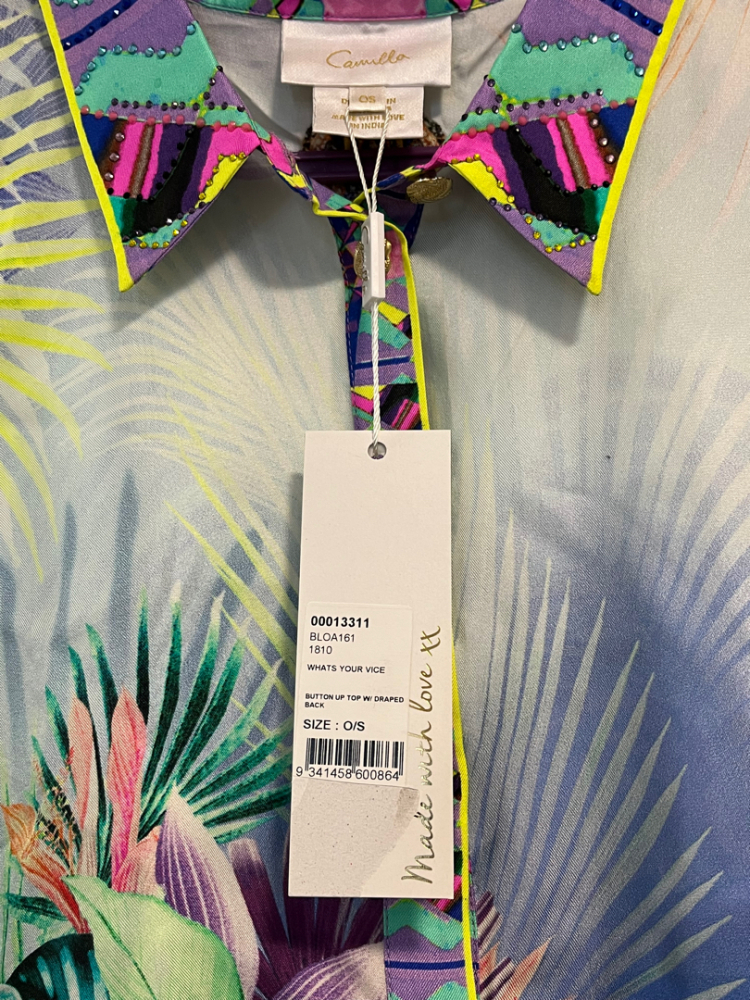 Camilla
OS
IN
MADE WITH LOVE
IN INDIA
00013311
BLOA161
1810
WHATS YOUR VICE
BUTTON UP TOP W/ DRAPED
BACK
SIZE : O/S
9 341458 600864
Made with love xx